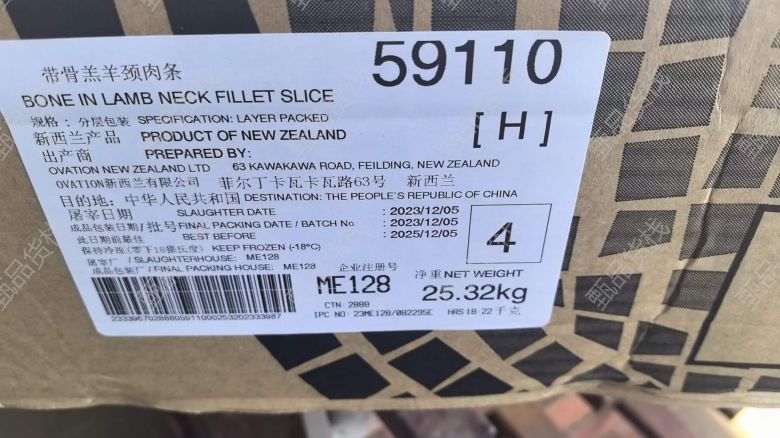 带骨羔羊颈肉条 59110
BONE IN LAMB NECK FILLET SLICE
规格：分层包装 SPECIFICATION: LAYER PACKED
[H]
新西兰产品 PRODUCT OF NEW ZEALAND
出产商 PREPARED BY:
OVATION NEW ZEALAND LTD 63 KAWAKAWA ROAD, FEILDING, NEW ZEALAND
OVATION新西兰有限公司 菲尔丁卡瓦卡瓦路63号 新西兰
目的地：中华人民共和国 DESTINATION: THE PEOPLE'S REPUBLIC OF CHINA
屠宰日期 SLAUGHTER DATE : 2023/12/05
成品包装日期/批号 FINAL PACKING DATE / BATCH No : 2023/12/05
此日期前最佳 BEST BEFORE : 2025/12/05
4
保持冷冻(零下18摄氏度) KEEP FROZEN (-18°C)
屠宰厂 / SLAUGHTERHOUSE: ME128
成品包装厂 / FINAL PACKING HOUSE: ME128
企业注册号
ME128
净重 NET WEIGHT
25.32kg
CTN: 2888
IPC NO: 23ME128/082295E HRS 18:22 千克
23339670288805911000253202333987
甄品货栈